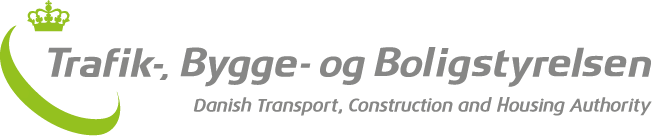 Trafik-, Bygge- og Boligstyrelsen
Danish Transport, Construction and Housing Authority